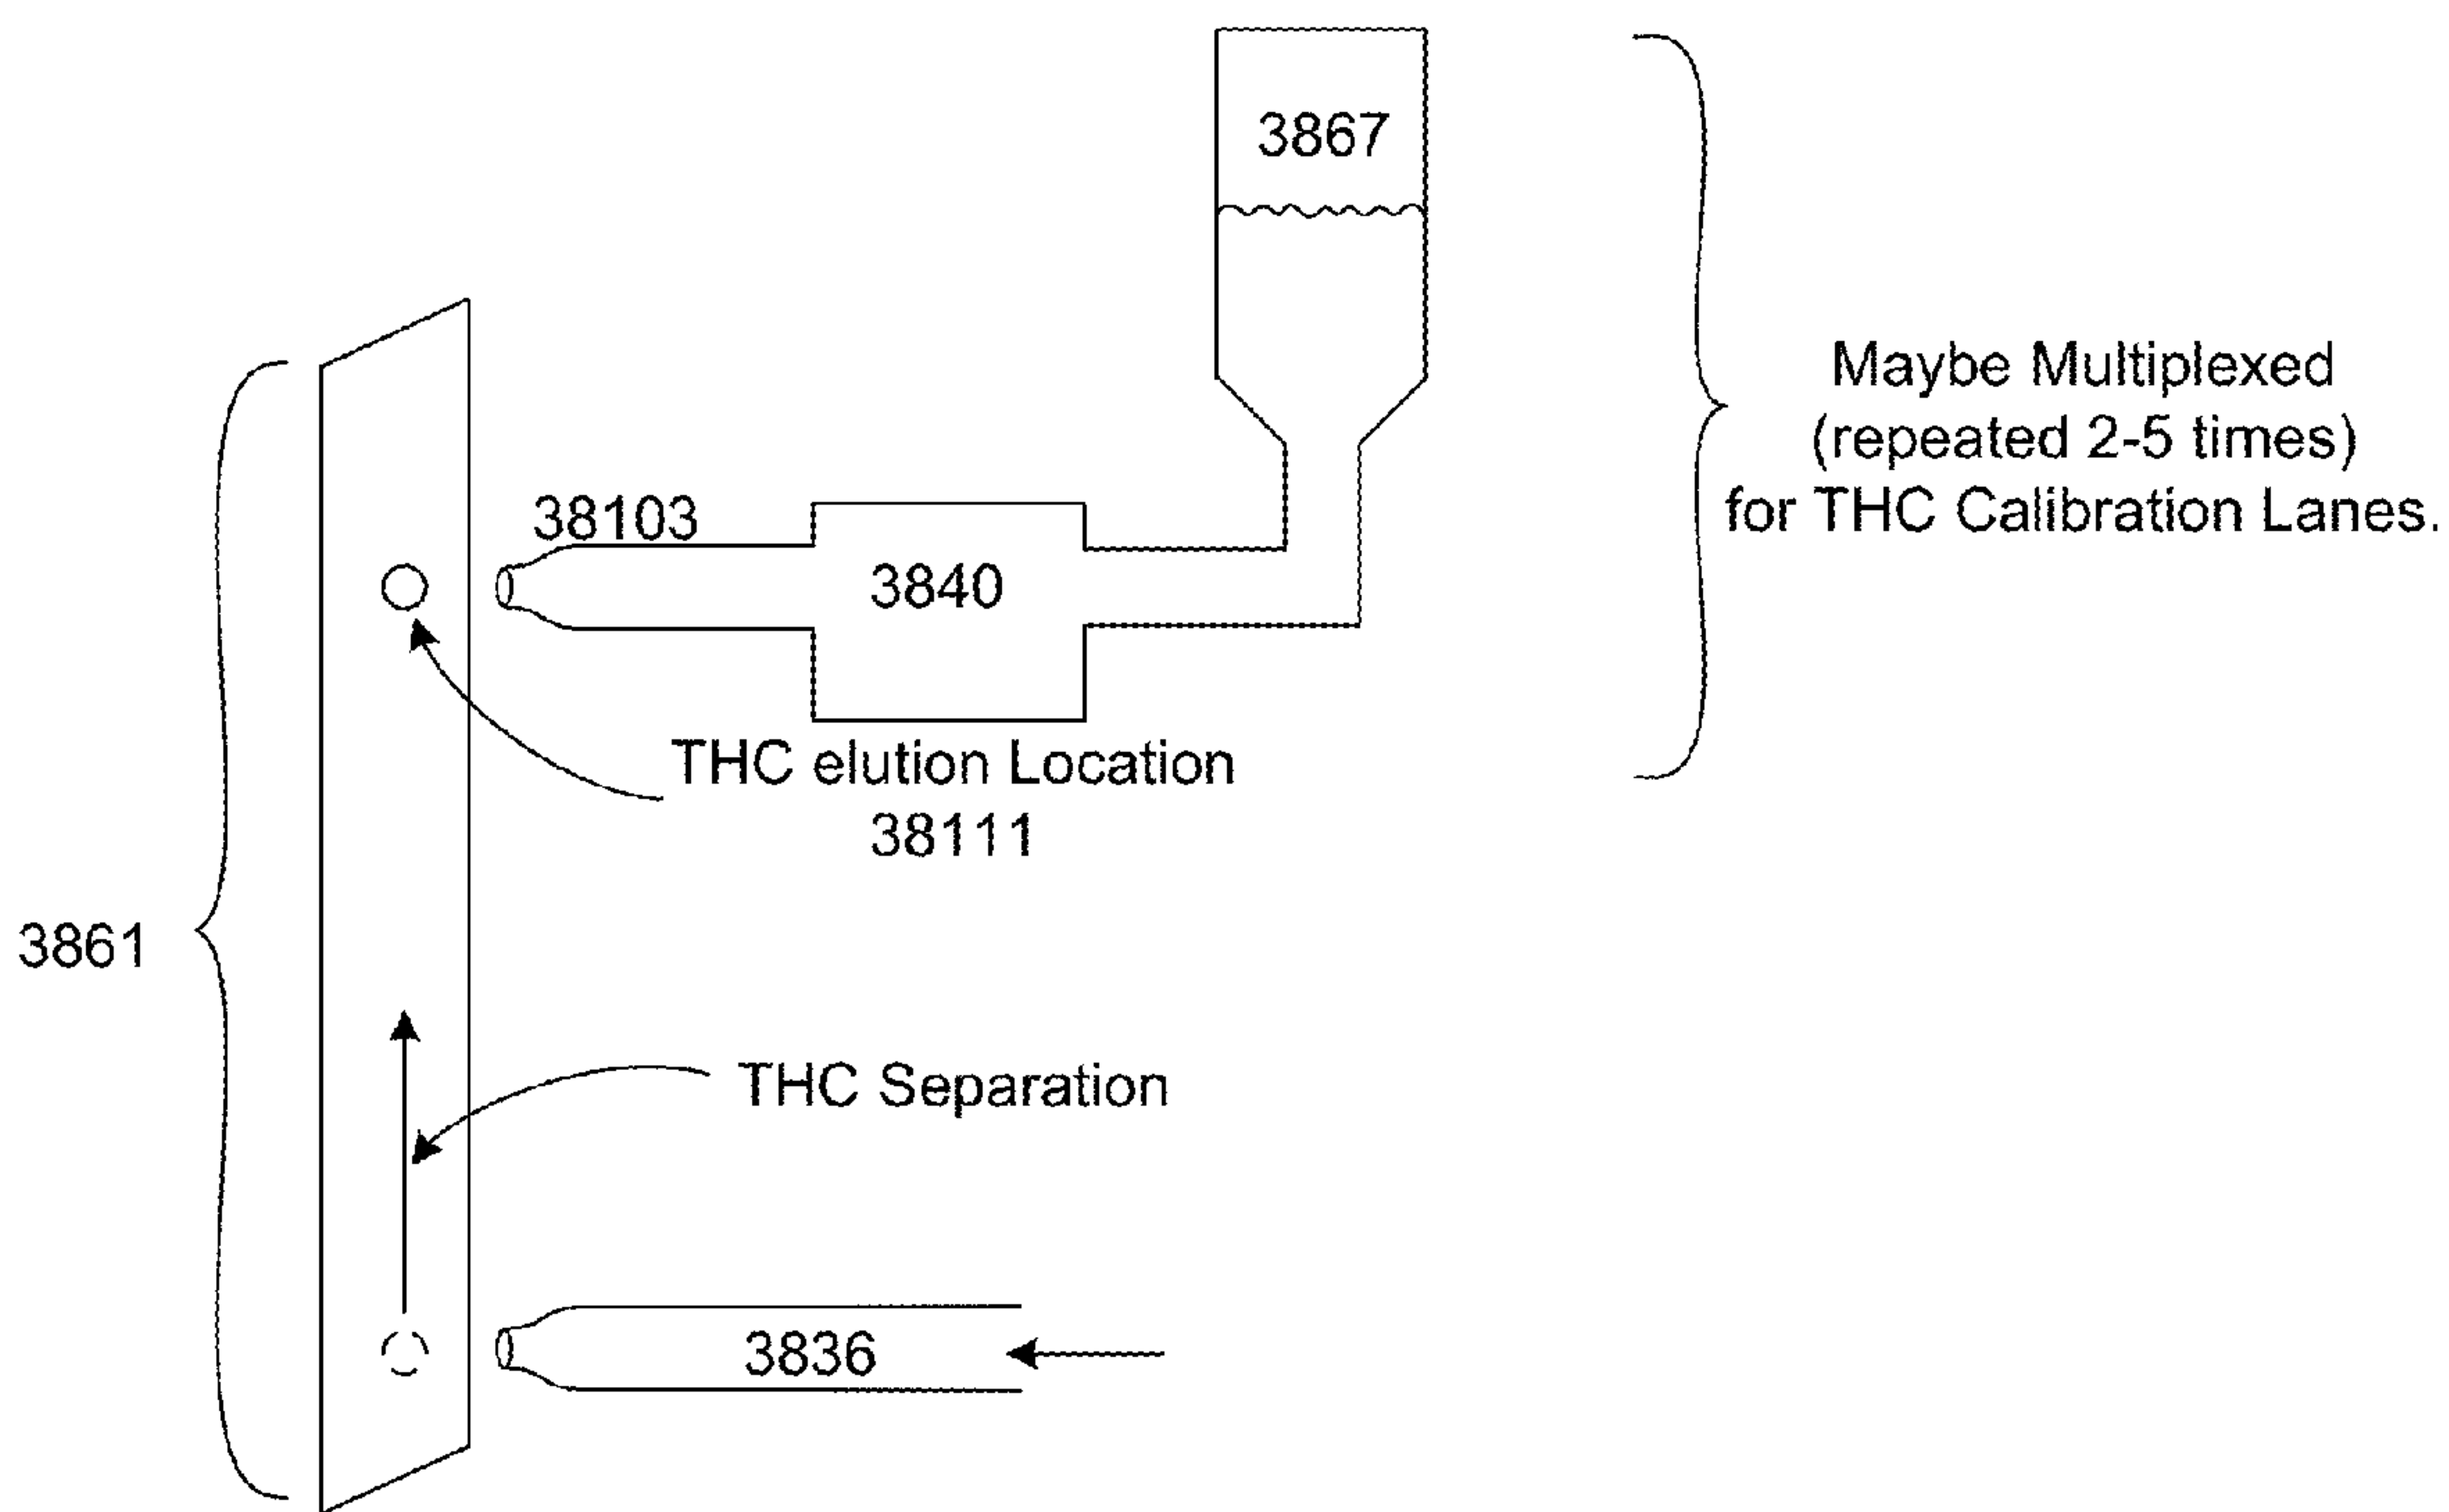 3867
Maybe Multiplexed
(repeated 2-5 times)
for THC Calibration Lanes.
38103
3840
THC elution Location
38111
3861
THC Separation
3836